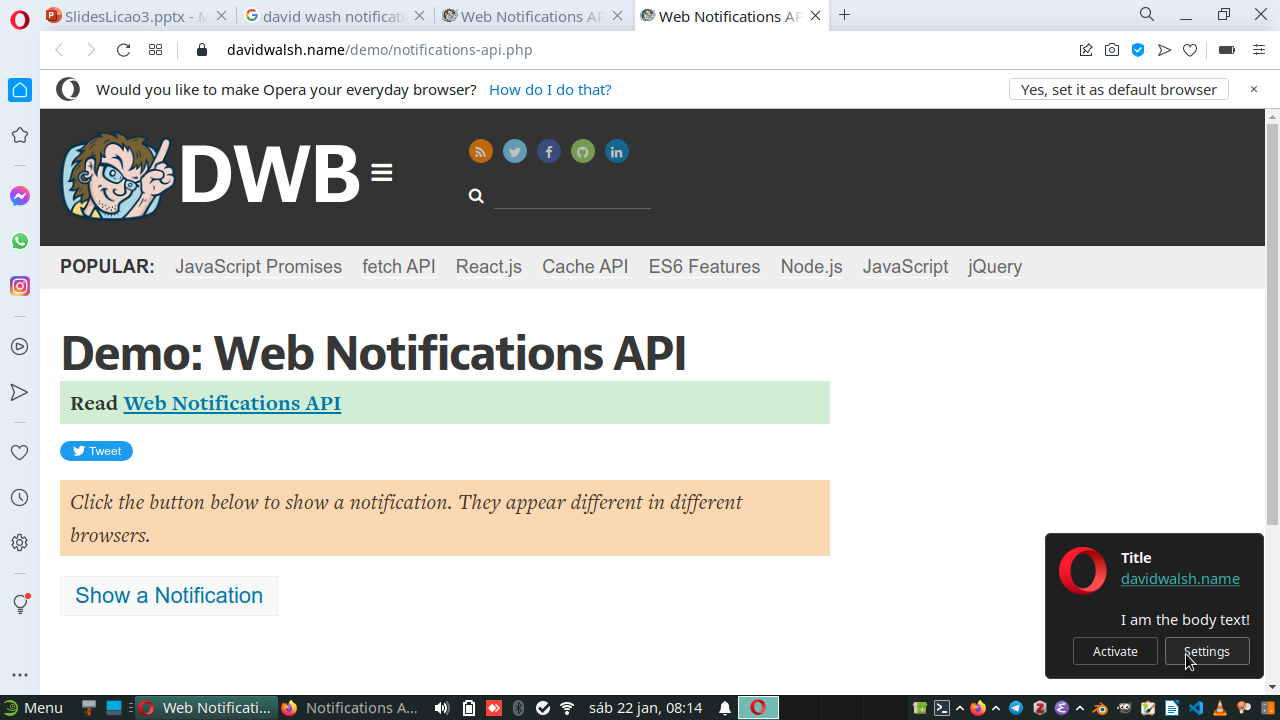 SlidesLicao3.pptx - M
david wash notificati
Web Notifications AP
Web Notifications AP
davidwalsh.name/demo/notifications-api.php
Would you like to make Opera your everyday browser? How do I do that?
Yes, set it as default browser
DWB
POPULAR: JavaScript Promises fetch API React.js Cache API ES6 Features Node.js JavaScript jQuery
Demo: Web Notifications API
Read Web Notifications API
Tweet
Click the button below to show a notification. They appear different in different
browsers.
Show a Notification
Title
davidwalsh.name
I am the body text!
Activate Settings
Menu
Web Notificati...
Notifications A...
sáb 22 jan, 08:14